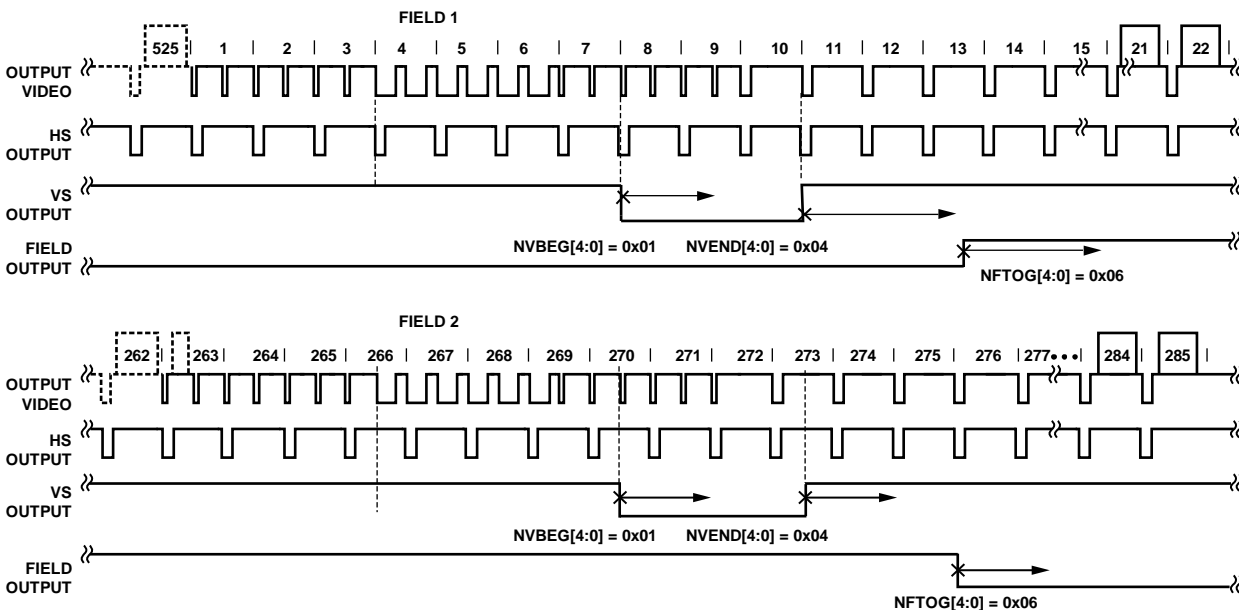 FIELD 1
525 1 2 3 4 5 6 7 8 9 10 11 12 13 14 15 21 22
OUTPUT
VIDEO
HS
OUTPUT
VS
OUTPUT
NVBEG[4:0] = 0x01 NVEND[4:0] = 0x04
FIELD
OUTPUT
NFTOG[4:0] = 0x06
FIELD 2
262 263 264 265 266 267 268 269 270 271 272 273 274 275 276 277 284 285
OUTPUT
VIDEO
HS
OUTPUT
VS
OUTPUT
NVBEG[4:0] = 0x01 NVEND[4:0] = 0x04
FIELD
OUTPUT
NFTOG[4:0] = 0x06